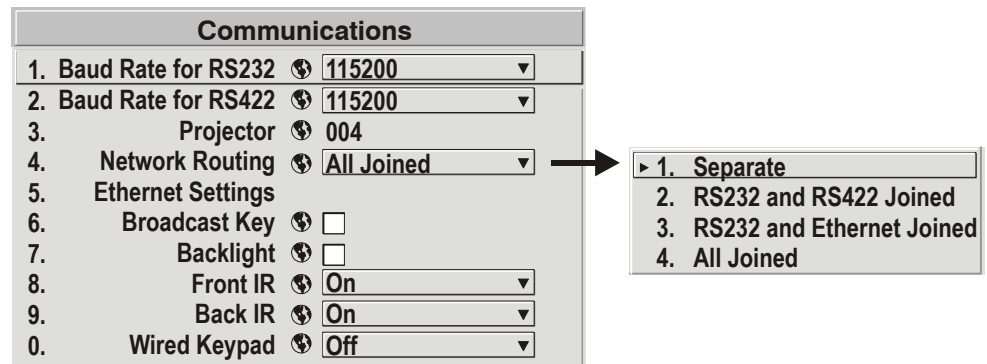 Communications
1. Baud Rate for RS232 115200
2. Baud Rate for RS422 115200
3. Projector 004
4. Network Routing All Joined
5. Ethernet Settings
6. Broadcast Key
7. Backlight
8. Front IR On
9. Back IR On
0. Wired Keypad Off
1. Separate
2. RS232 and RS422 Joined
3. RS232 and Ethernet Joined
4. All Joined